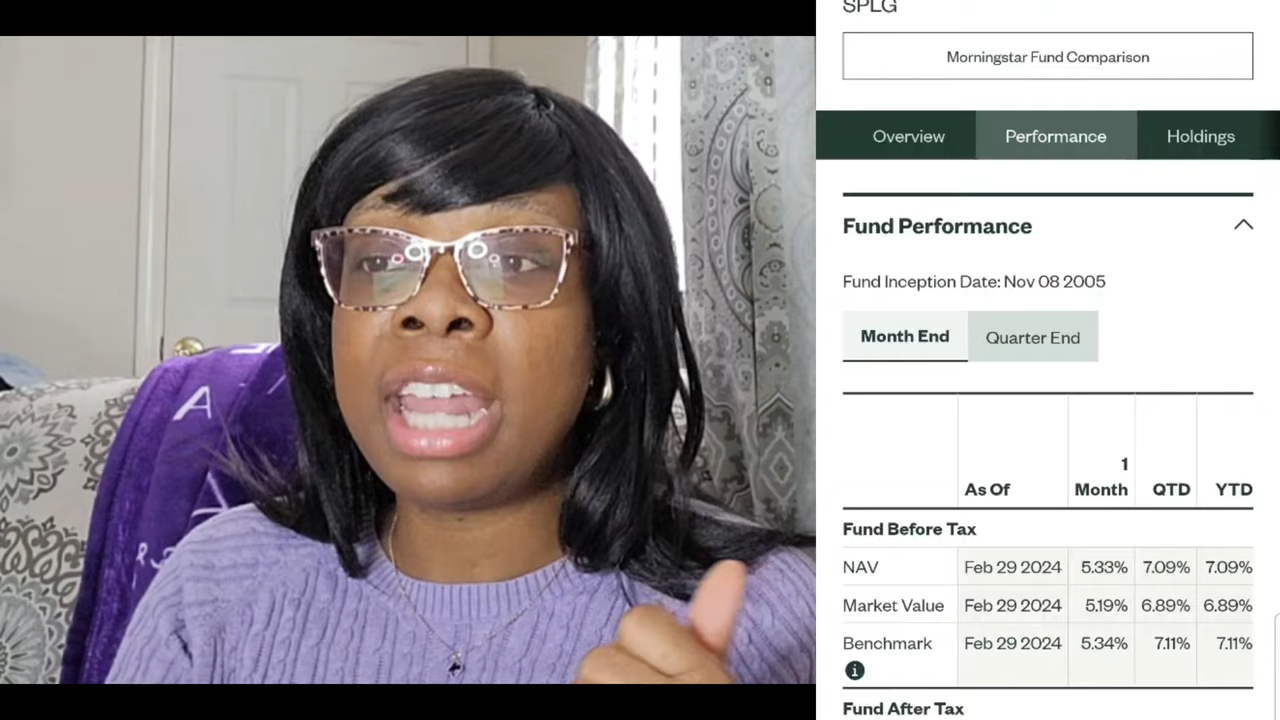 A
SPLG
Morningstar Fund Comparison
Overview Performance Holdings
Fund Performance
Fund Inception Date: Nov 08 2005
Month End Quarter End
As Of 1 Month QTD YTD
Fund Before Tax
NAV Feb 29 2024 5.33% 7.09% 7.09%
Market Value Feb 29 2024 5.19% 6.89% 6.89%
Benchmark Feb 29 2024 5.34% 7.11% 7.11%
Fund After Tax